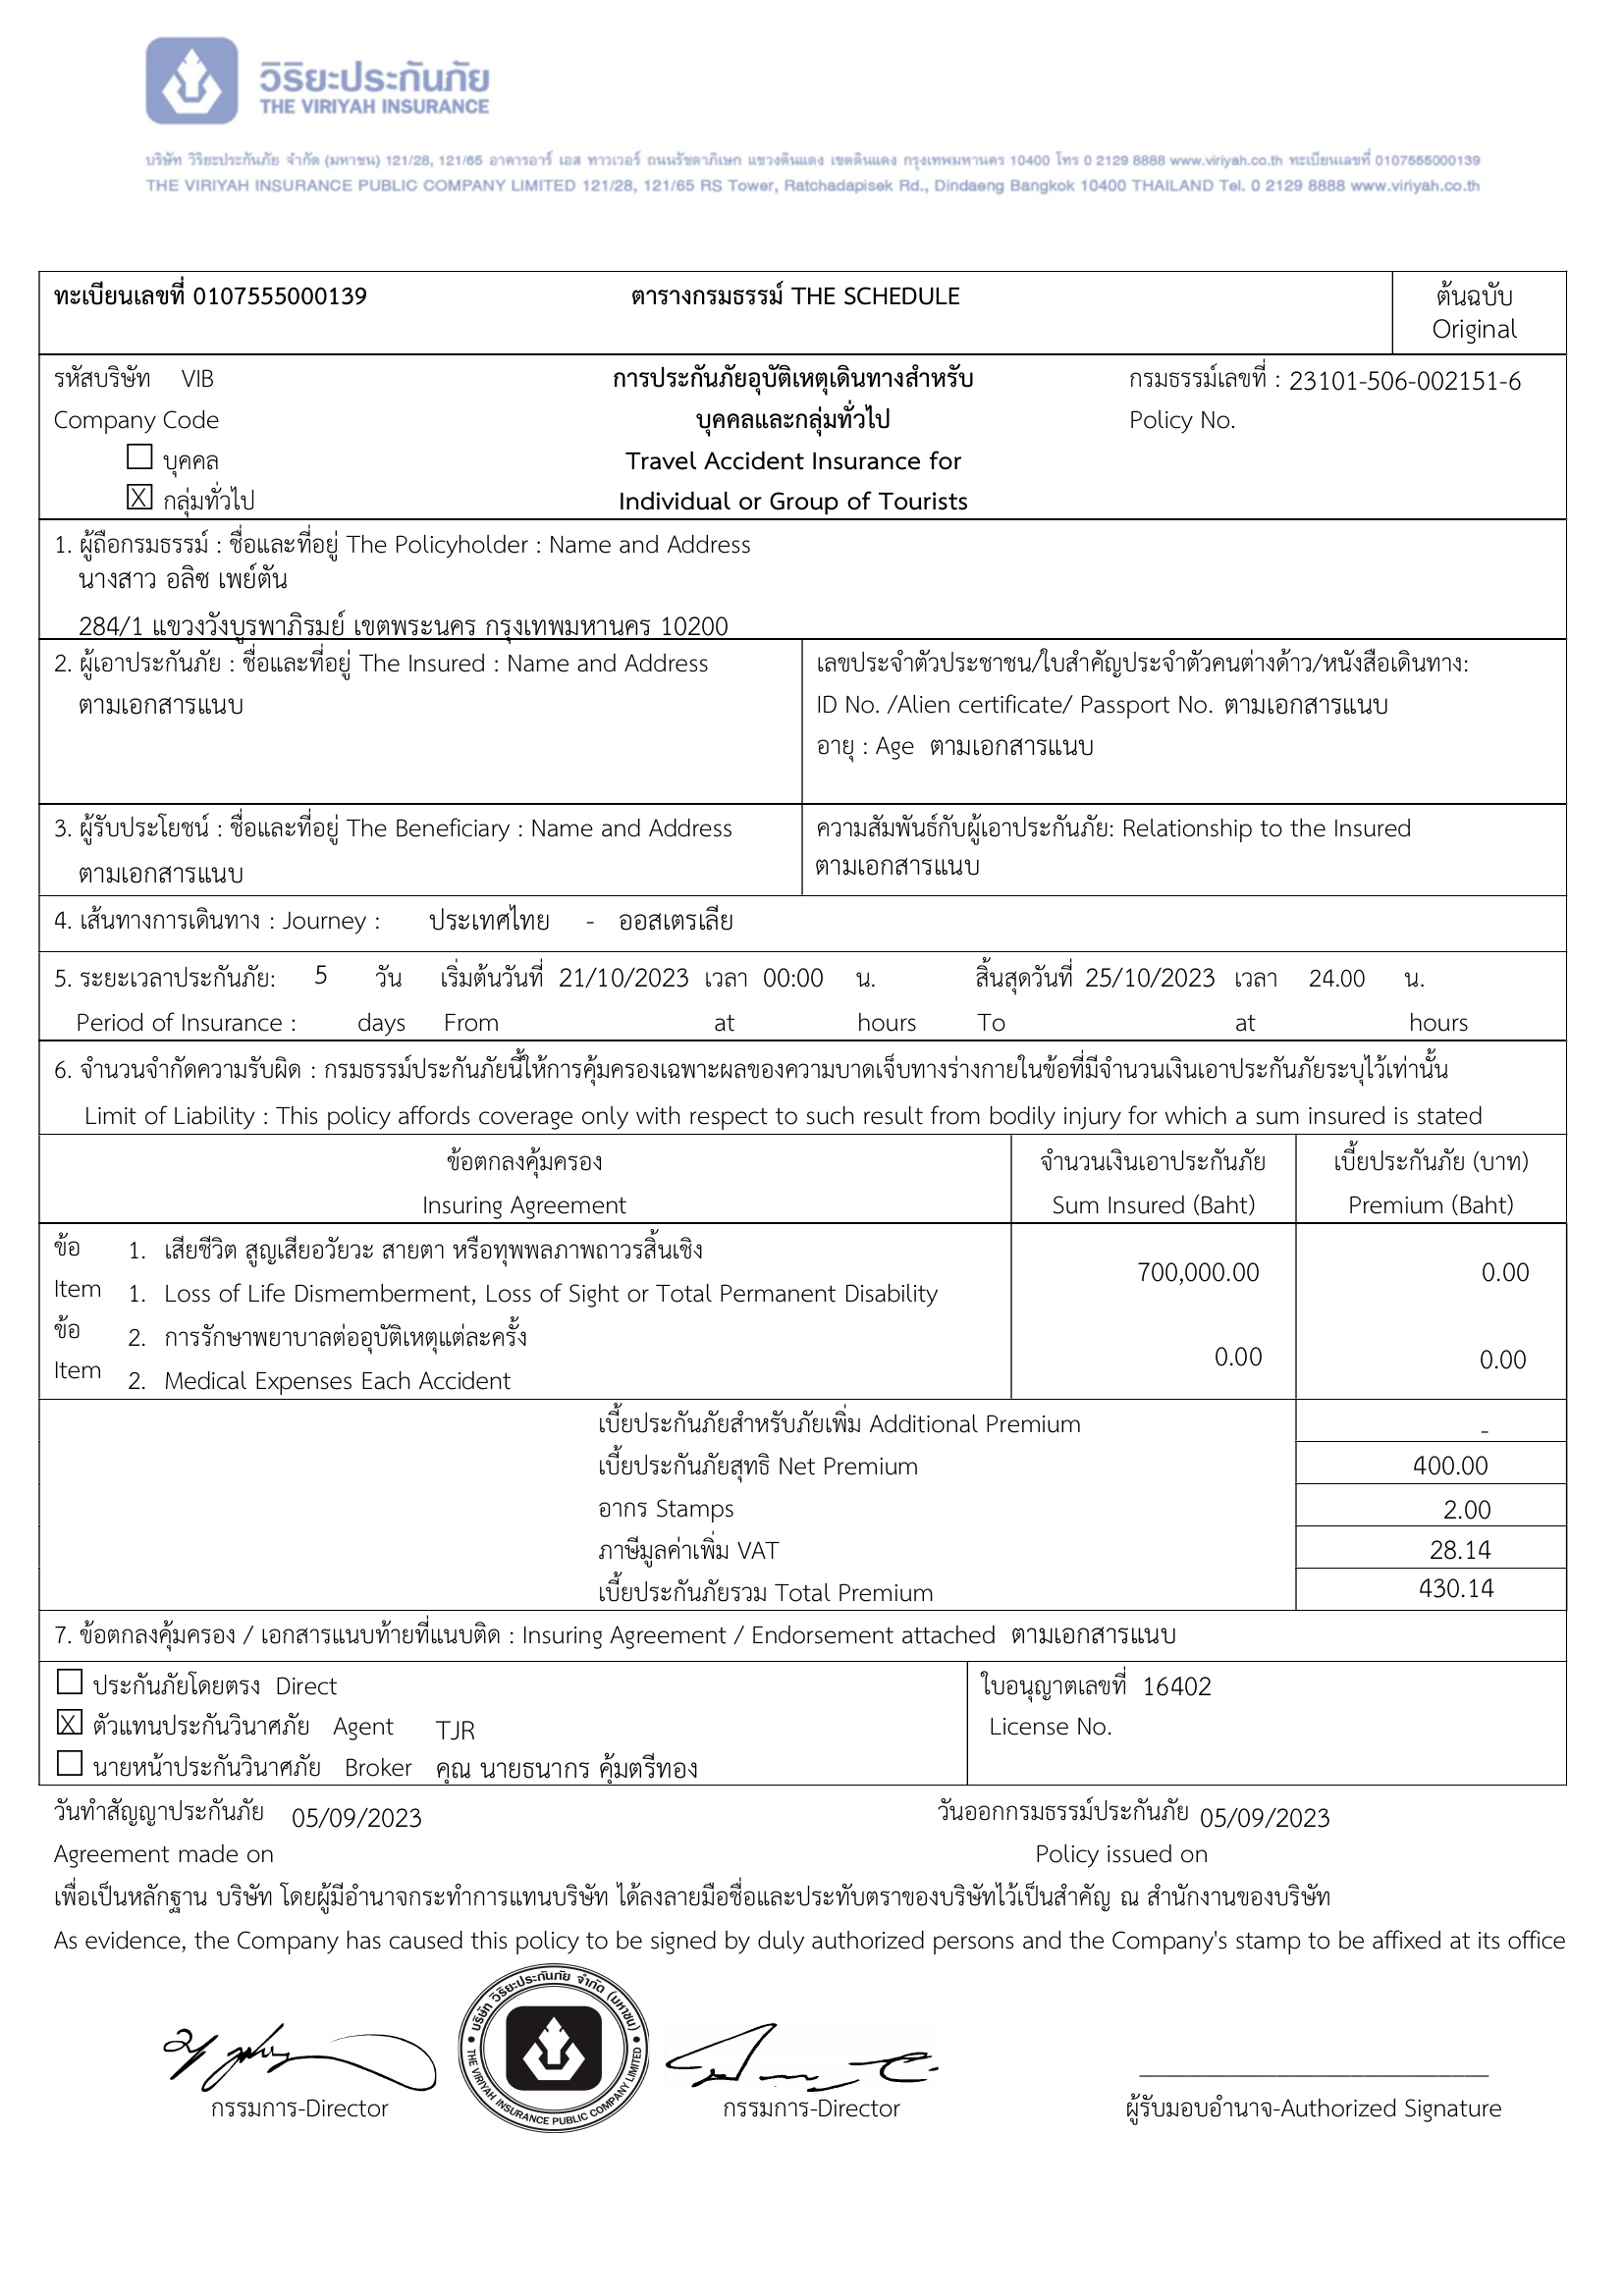 วิริยะประกันภัย
THE VIRIYAH INSURANCE
บริษัท วิริยะประกันภัย จำกัด (มหาชน) 121/28, 121/65 อาคารอาร์ เอส ทาวเวอร์ ถนนรัชดาภิเษก แขวงดินแดง เขตดินแดง กรุงเทพมหานคร 10400 โทร 0 2129 8888 www.viriyah.co.th ทะเบียนเลขที่ 0107555000139
THE VIRIYAH INSURANCE PUBLIC COMPANY LIMITED 121/28, 121/65 RS Tower, Ratchadapisek Rd., Dindaeng Bangkok 10400 THAILAND Tel. 0 2129 8888 www.viriyah.co.th
ทะเบียนเลขที่ 0107555000139 ตารางกรมธรรม์ THE SCHEDULE ต้นฉบับ
Original
รหัสบริษัท VIB การประกันภัยอุบัติเหตุเดินทางสำหรับ กรมธรรม์เลขที่ : 23101-506-002151-6
Company Code บุคคลและกลุ่มทั่วไป Policy No.
บุคคล Travel Accident Insurance for
X กลุ่มทั่วไป Individual or Group of Tourists
1. ผู้ถือกรมธรรม์ : ชื่อและที่อยู่ The Policyholder : Name and Address
นางสาว อลิซ เพย์ตัน
284/1 แขวงวังบูรพาภิรมย์ เขตพระนคร กรุงเทพมหานคร 10200
2. ผู้เอาประกันภัย : ชื่อและที่อยู่ The Insured : Name and Address เลขประจำตัวประชาชน/ใบสำคัญประจำตัวคนต่างด้าว/หนังสือเดินทาง:
ตามเอกสารแนบ ID No. /Alien certificate/ Passport No. ตามเอกสารแนบ
อายุ : Age ตามเอกสารแนบ
3. ผู้รับประโยชน์ : ชื่อและที่อยู่ The Beneficiary : Name and Address ความสัมพันธ์กับผู้เอาประกันภัย: Relationship to the Insured
ตามเอกสารแนบ ตามเอกสารแนบ
4. เส้นทางการเดินทาง : Journey : ประเทศไทย - ออสเตรเลีย
5. ระยะเวลาประกันภัย: 5 วัน เริ่มต้นวันที่ 21/10/2023 เวลา 00:00 น. สิ้นสุดวันที่ 25/10/2023 เวลา 24.00 น.
Period of Insurance : days From at hours To at hours
6. จำนวนจำกัดความรับผิด : กรมธรรม์ประกันภัยนี้ให้การคุ้มครองเฉพาะผลของความบาดเจ็บทางร่างกายในข้อที่มีจำนวนเงินเอาประกันภัยระบุไว้เท่านั้น
Limit of Liability : This policy affords coverage only with respect to such result from bodily injury for which a sum insured is stated
ข้อตกลงคุ้มครอง จำนวนเงินเอาประกันภัย เบี้ยประกันภัย (บาท)
Insuring Agreement Sum Insured (Baht) Premium (Baht)
ข้อ 1. เสียชีวิต สูญเสียอวัยวะ สายตา หรือทุพพลภาพถาวรสิ้นเชิง 700,000.00 0.00
Item 1. Loss of Life Dismemberment, Loss of Sight or Total Permanent Disability
ข้อ 2. การรักษาพยาบาลต่ออุบัติเหตุแต่ละครั้ง 0.00 0.00
Item 2. Medical Expenses Each Accident
เบี้ยประกันภัยสำหรับภัยเพิ่ม Additional Premium -
เบี้ยประกันภัยสุทธิ Net Premium 400.00
อากร Stamps 2.00
ภาษีมูลค่าเพิ่ม VAT 28.14
เบี้ยประกันภัยรวม Total Premium 430.14
7. ข้อตกลงคุ้มครอง / เอกสารแนบท้ายที่แนบติด : Insuring Agreement / Endorsement attached ตามเอกสารแนบ
ประกันภัยโดยตรง Direct ใบอนุญาตเลขที่ 16402
X ตัวแทนประกันวินาศภัย Agent TJR License No.
นายหน้าประกันวินาศภัย Broker คุณ นายธนากร คุ้มตรีทอง
วันทำสัญญาประกันภัย 05/09/2023 วันออกกรมธรรม์ประกันภัย 05/09/2023
Agreement made on Policy issued on
เพื่อเป็นหลักฐาน บริษัท โดยผู้มีอำนาจกระทำการแทนบริษัท ได้ลงลายมือชื่อและประทับตราของบริษัทไว้เป็นสำคัญ ณ สำนักงานของบริษัท
As evidence, the Company has caused this policy to be signed by duly authorized persons and the Company's stamp to be affixed at its office
บริษัท วิริยะประกันภัย จำกัด (มหาชน)
THE VIRIYAH INSURANCE PUBLIC COMPANY LIMITED
กรรมการ-Director กรรมการ-Director ผู้รับมอบอำนาจ-Authorized Signature